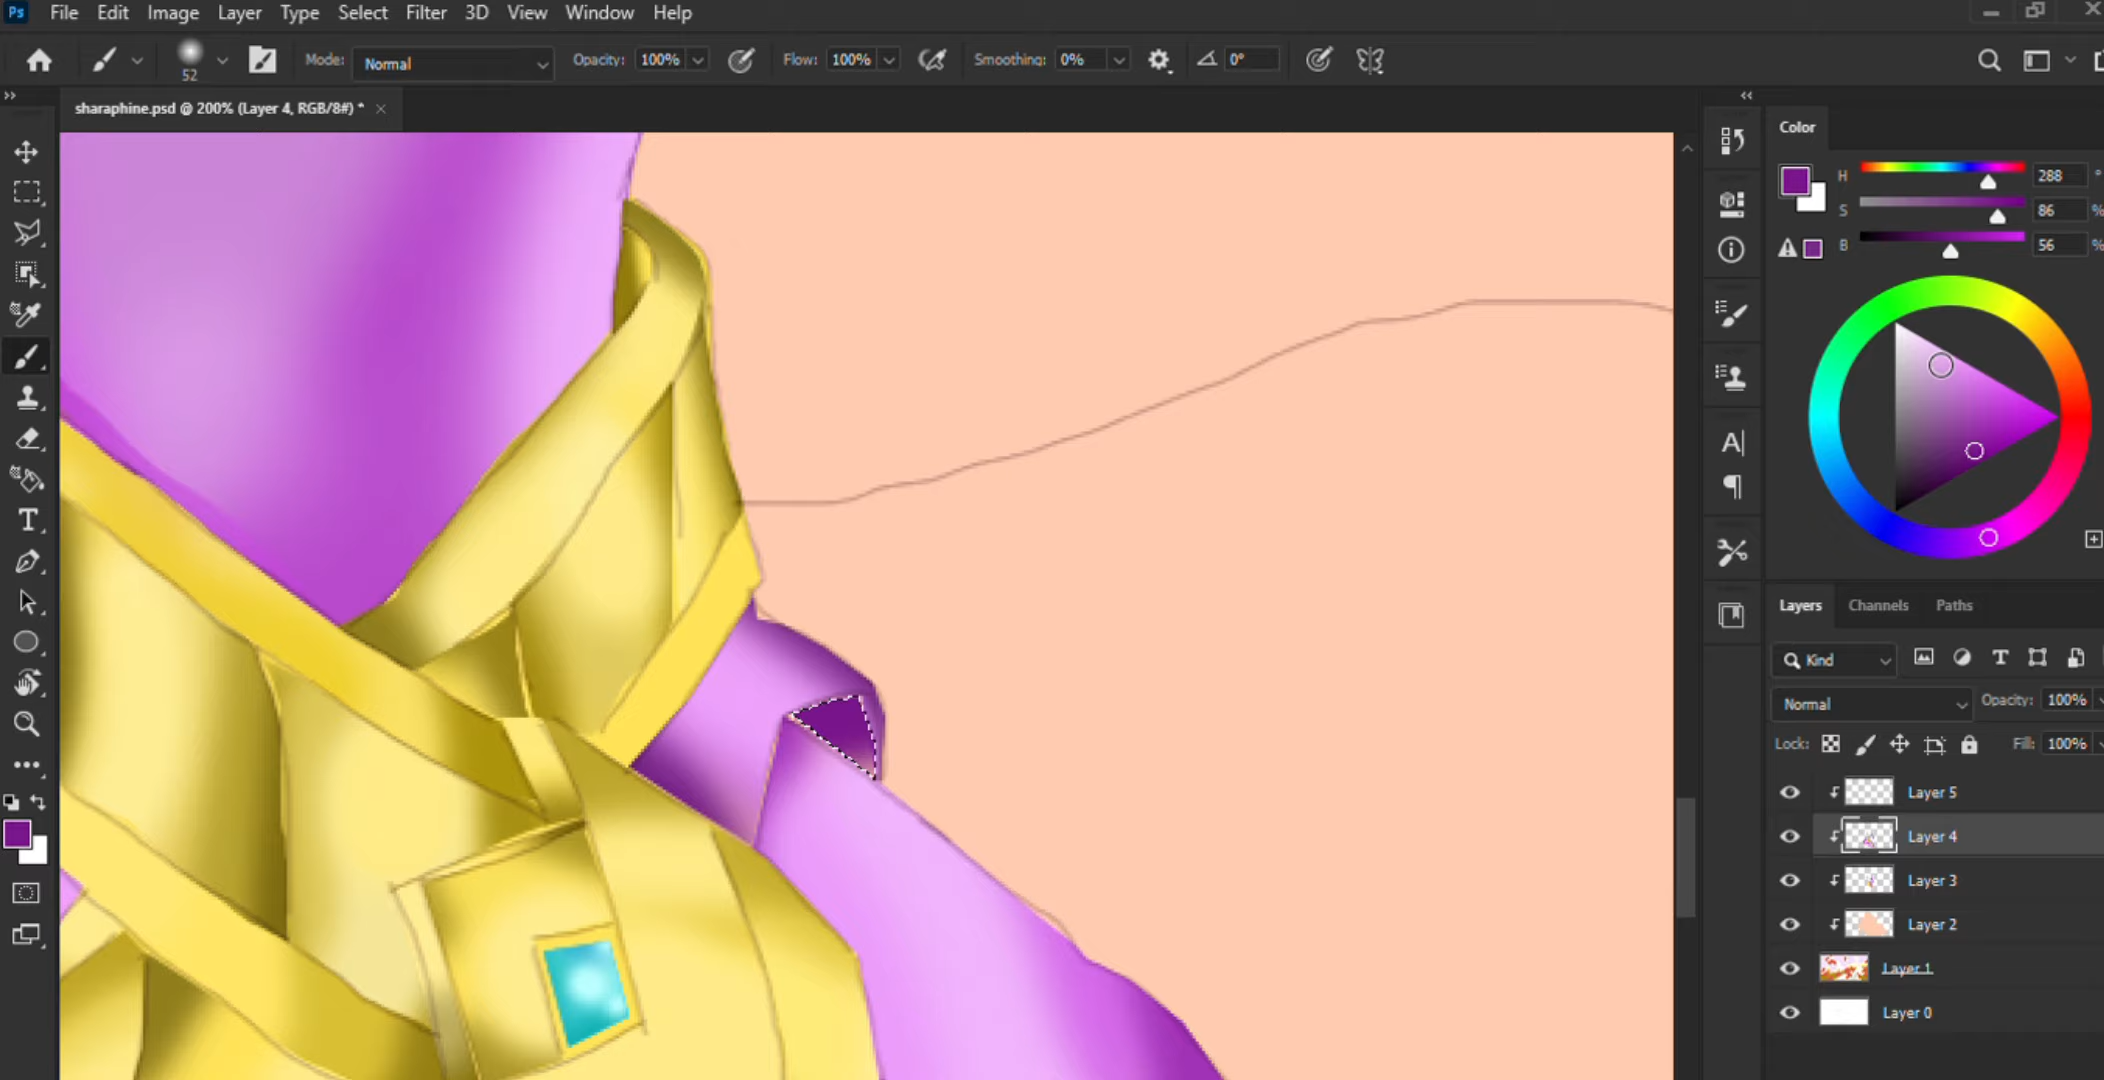 Ps File Edit Image Layer Type Select Filter 3D View Window Help
52 Mode: Normal Opacity: 100% Flow: 100% Smoothing: 0% 0°
sharaphine.psd @ 200% (Layer 4, RGB/8#) *
Color
H 288 °
S 86 %
B 56 %
Layers Channels Paths
Kind
Normal Opacity: 100%
Lock: Fill: 100%
Layer 5
Layer 4
Layer 3
Layer 2
Layer 1
Layer 0